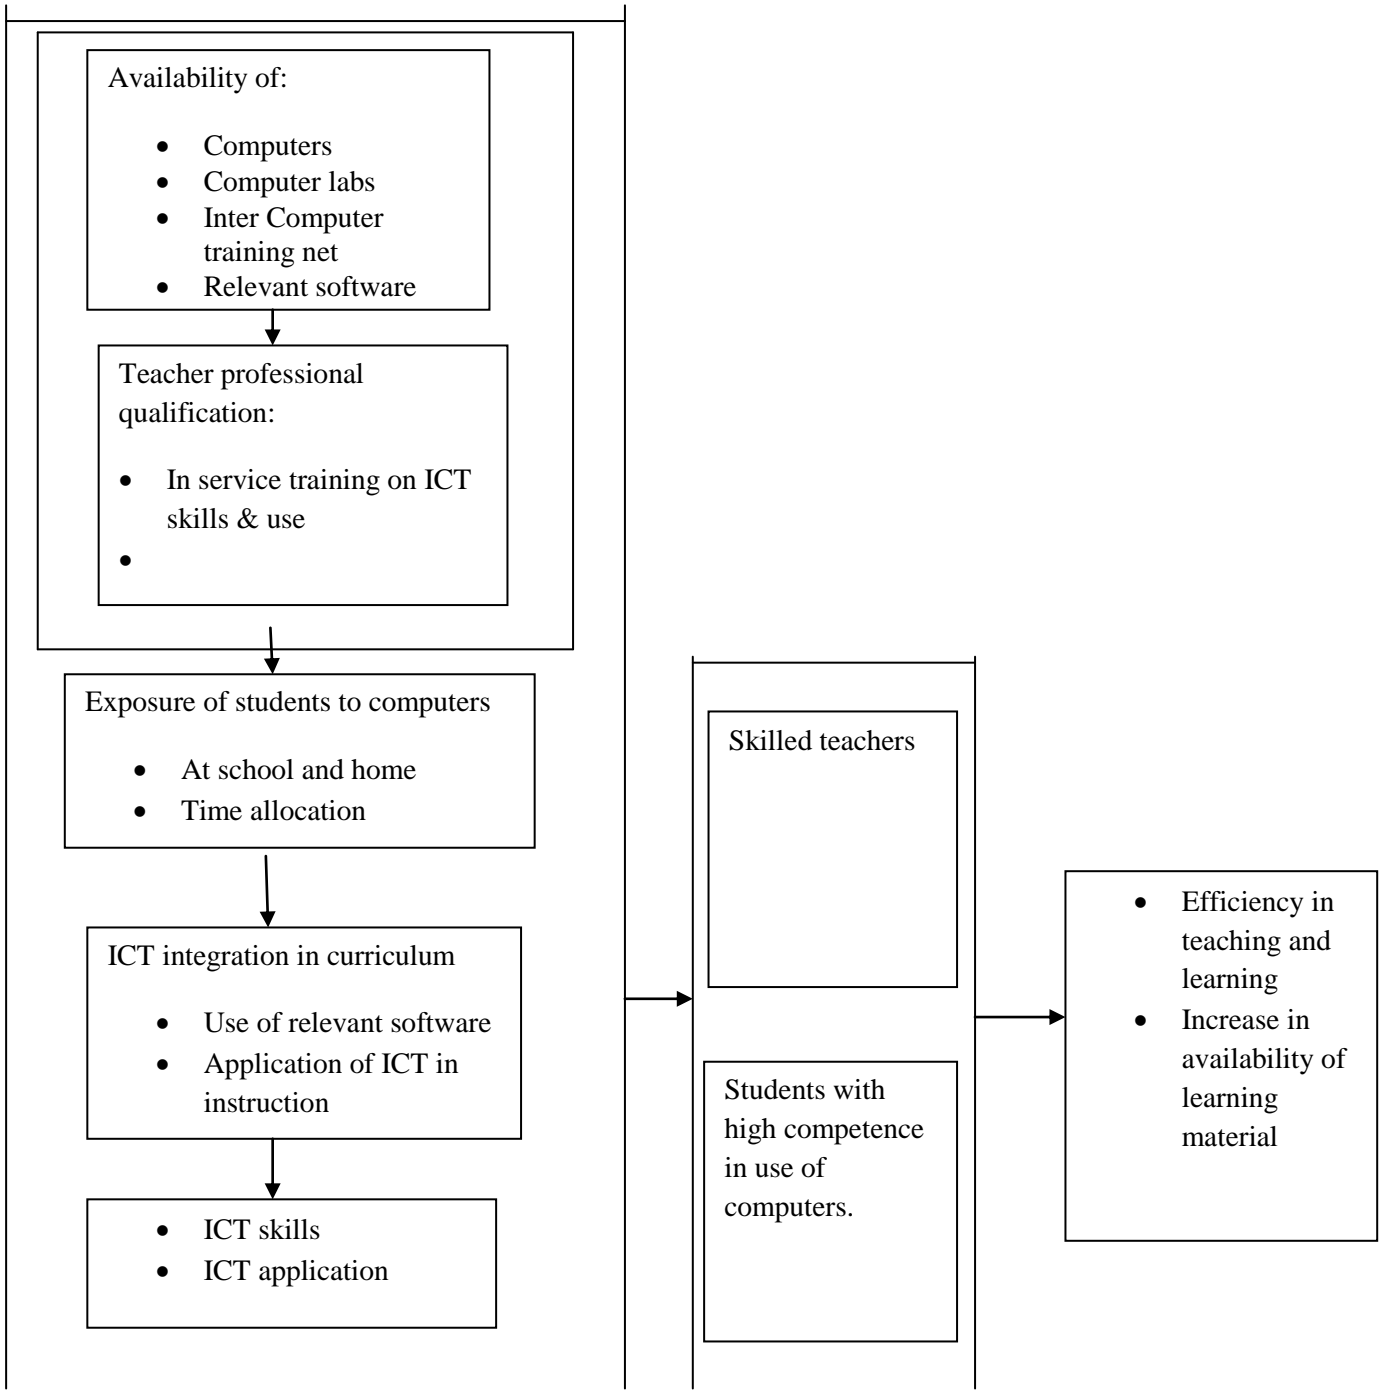 Availability of:
• Computers
• Computer labs
• Inter Computer
training net
• Relevant software
Teacher professional
qualification:
• In service training on ICT
skills & use
•
Exposure of students to computers
• At school and home
• Time allocation
ICT integration in curriculum
• Use of relevant software
• Application of ICT in
instruction
• ICT skills
• ICT application
Skilled teachers
Students with
high competence
in use of
computers.
• Efficiency in
teaching and
learning
• Increase in
availability of
learning
material